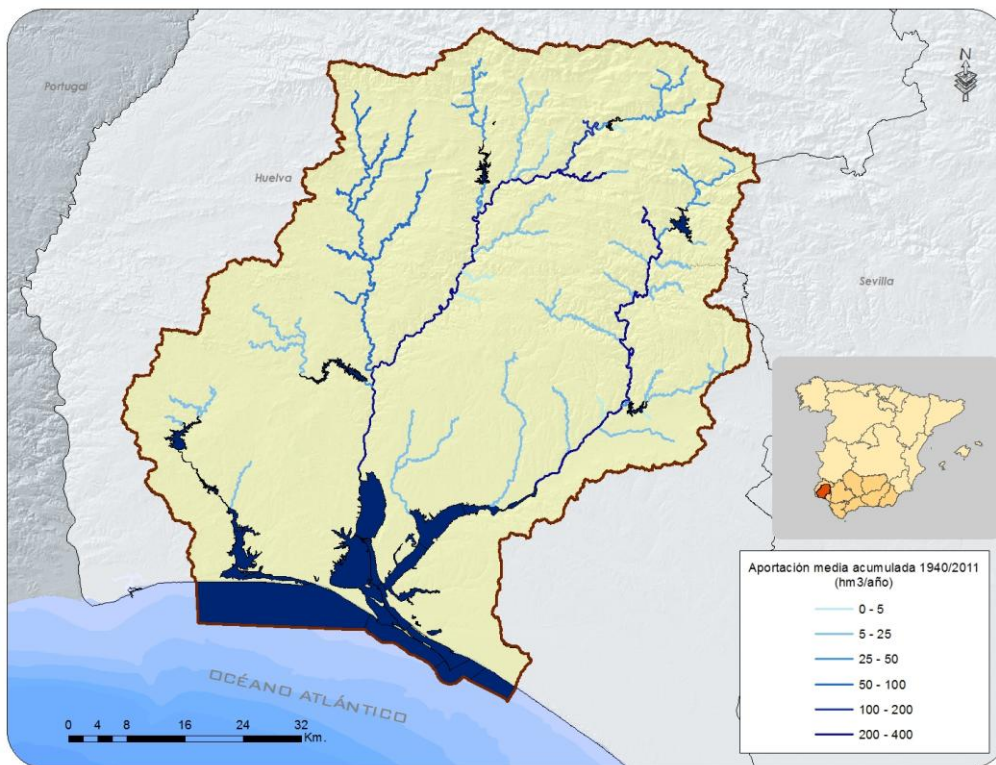 N
Portugal
Huelva
Sevilla
OCÉANO ATLÁNTICO
0 4 8 16 24 32
Km.
Aportación media acumulada 1940/2011
(hm3/año)
0 - 5
5 - 25
25 - 50
50 - 100
100 - 200
200 - 400